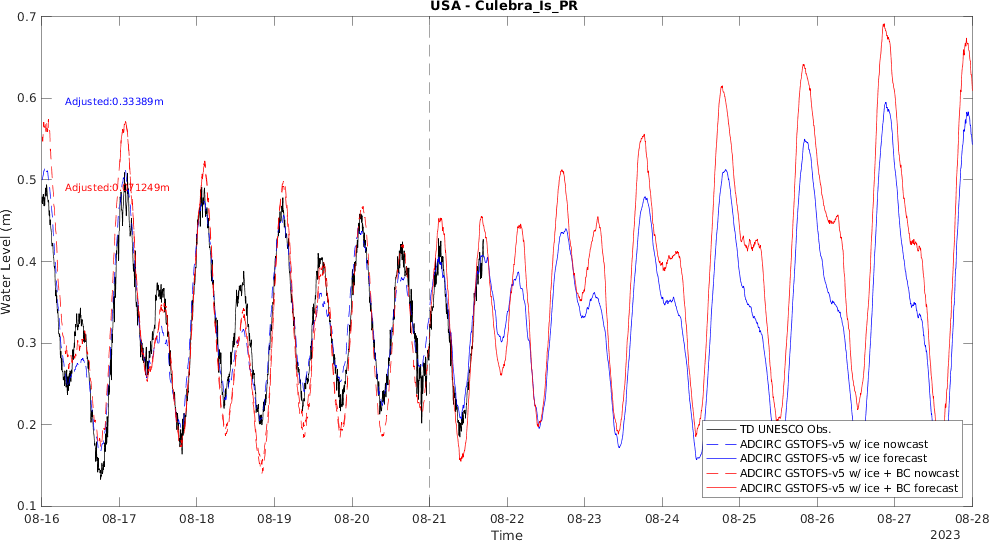 USA - Culebra_Is_PR
0.7
0.6
0.5
0.4
0.3
0.2
0.1
Water Level (m)
Adjusted:0.33389m
TD UNESCO Obs.
ADCIRC GSTOFS-v5 w/ ice nowcast
ADCIRC GSTOFS-v5 w/ ice forecast
ADCIRC GSTOFS-v5 w/ ice + BC nowcast
ADCIRC GSTOFS-v5 w/ ice + BC forecast
08-16 08-17 08-18 08-19 08-20 08-21 08-22 08-23 08-24 08-25 08-26 08-27 08-28
Time
2023